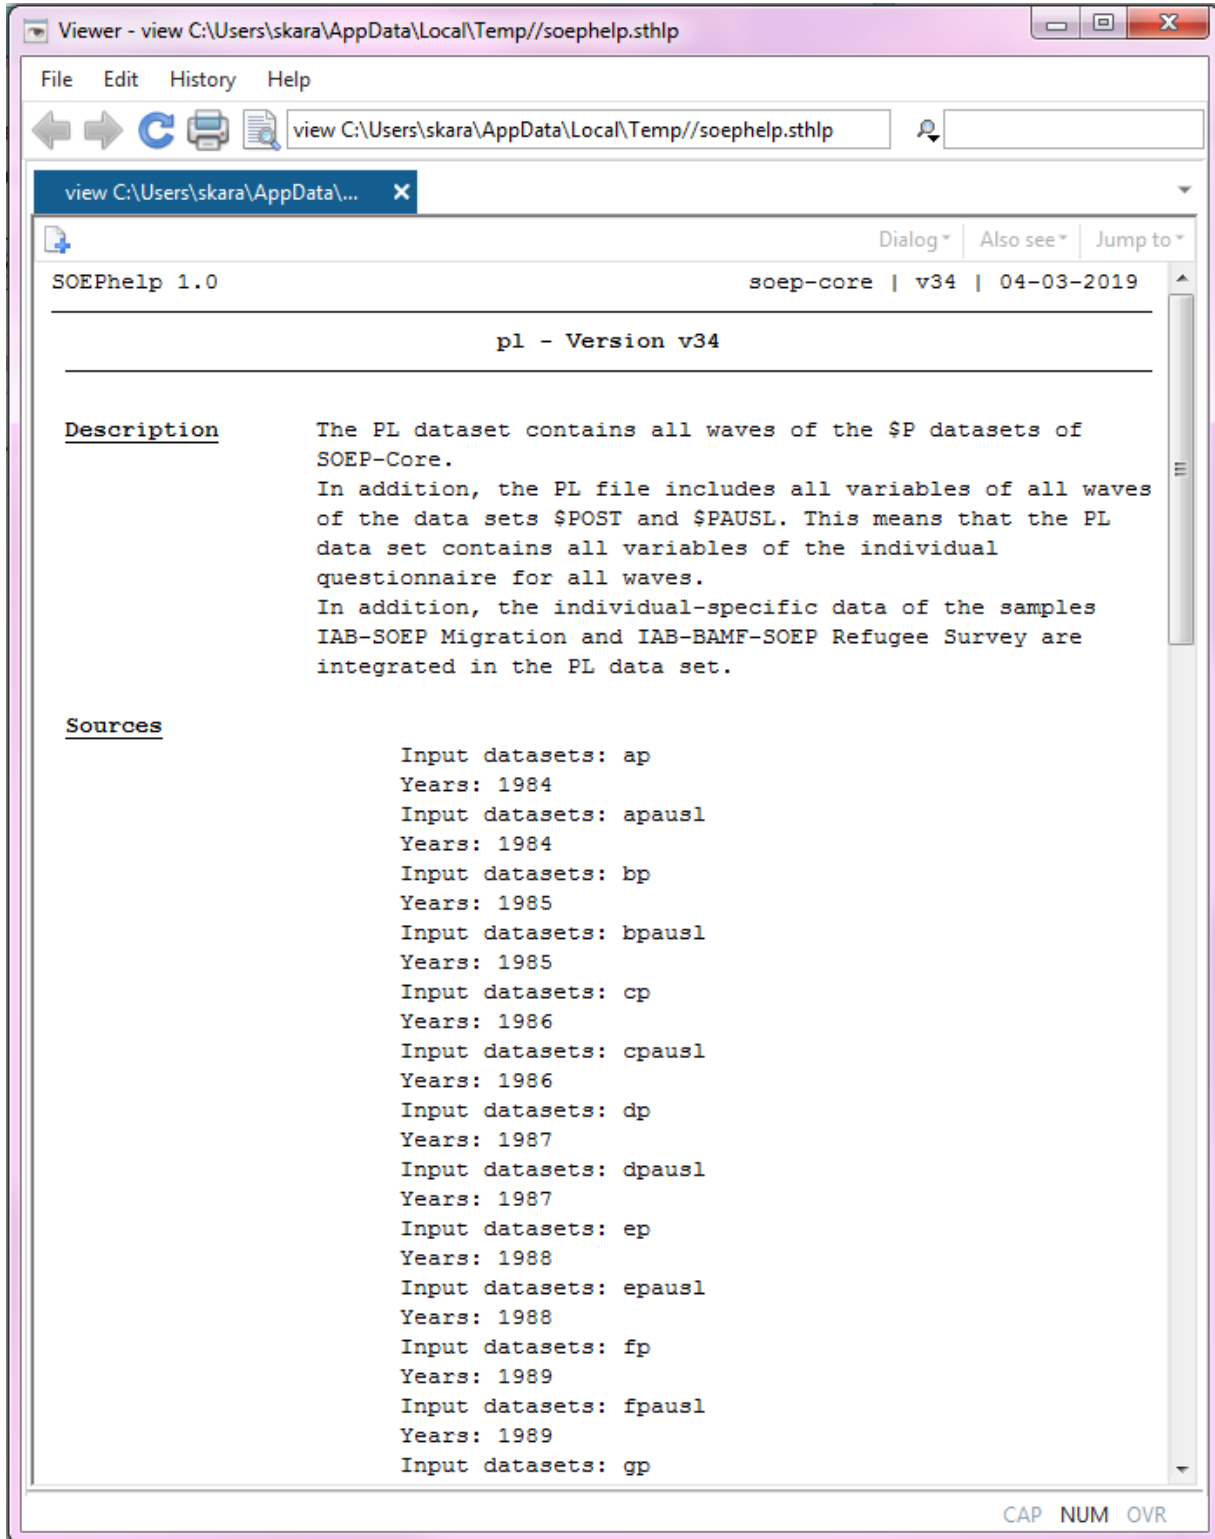 Viewer - view C:\Users\skara\AppData\Local\Temp//soephelp.sthlp
File Edit History Help
view C:\Users\skara\AppData\Local\Temp//soephelp.sthlp
view C:\Users\skara\AppData\...
Dialog Also see Jump to
SOEPhelp 1.0 soep-core | v34 | 04-03-2019
pl - Version v34
Description The PL dataset contains all waves of the $P datasets of
SOEP-Core.
In addition, the PL file includes all variables of all waves
of the data sets $POST and $PAUSL. This means that the PL
data set contains all variables of the individual
questionnaire for all waves.
In addition, the individual-specific data of the samples
IAB-SOEP Migration and IAB-BAMF-SOEP Refugee Survey are
integrated in the PL data set.
Sources
Input datasets: ap
Years: 1984
Input datasets: apausl
Years: 1984
Input datasets: bp
Years: 1985
Input datasets: bpausl
Years: 1985
Input datasets: cp
Years: 1986
Input datasets: cpausl
Years: 1986
Input datasets: dp
Years: 1987
Input datasets: dpausl
Years: 1987
Input datasets: ep
Years: 1988
Input datasets: epausl
Years: 1988
Input datasets: fp
Years: 1989
Input datasets: fpausl
Years: 1989
Input datasets: gp
CAP NUM OVR